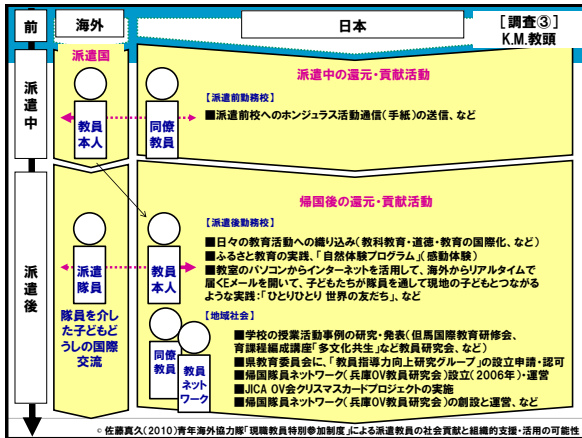 前
海外
日本
[調査③]
K.M.教頭
派遣中
派遣国
教員
本人
同僚
教員
派遣中の還元・貢献活動
【派遣前勤務校】
■派遣前校へのホンジュラス活動通信(手紙)の送信、など
派遣後
派遣
隊員
隊員を介し
た子どもど
うしの国際
交流
教員
本人
同僚
教員
教員
ネット
ワーク
帰国後の還元・貢献活動
【派遣後勤務校】
■日々の教育活動への織り込み(教科教育・道徳・教育の国際化、など)
■ふるさと教育の実践、「自然体験プログラム」(感動体験)
■教室のパソコンからインターネットを活用して、海外からリアルタイムで
届くEメールを開いて、子どもたちが隊員を通して現地の子どもとつながる
ような実践:「ひとりとり 世界の友だち」、など
【地域社会】
■学校の授業活動事例の研究・発表(但馬国際教育研修会、
育課程編成講座「多文化共生」など教員研究会、など)
■県教育委員会に、「教員指導力向上研究グループ」の設立申請・認可
■帰国隊員ネットワーク(兵庫OV教育研究会)設立(2006年)・運営
■JICA OV会クリスマスカードプロジェクトの実施
■帰国隊員ネットワーク(兵庫OV教育研究会)の創設と運営、など
© 佐藤真久(2010)青年海外協力隊「現職教員特別参加制度」による派遣教員の社会貢献と組織的支援・活用の可能性